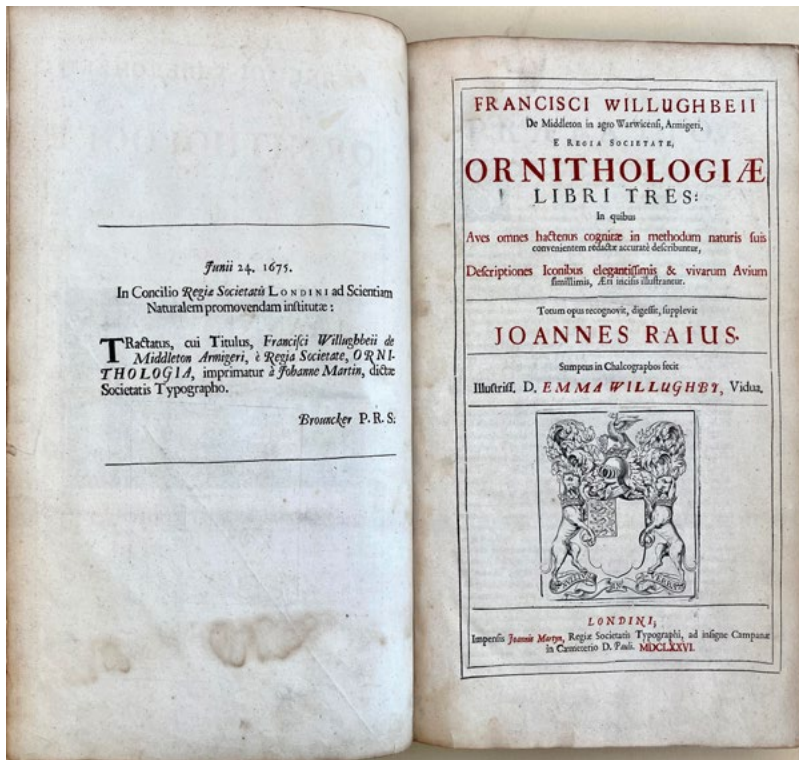 Junii 24. 1675.
In Concilio Regiæ Societatis LONDINI ad Scientiam
Naturalem promovendam institutæ:
TRactatus, cui Titulus, Francisci Willughbeii de
Middleton Armigeri, è Regia Societate, ORNI-
THOLOGIA, imprimatur à Johanne Martin, dictæ
Societatis Typographo.
Brouncker P. R. S:
FRANCISCI WILLUGHBEII
De Middleton in agro Warwicensi, Armigeri,
E REGIA SOCIETATE,
ORNITHOLOGIÆ
LIBRI TRES:
In quibus
Aves omnes hactenus cognitæ in methodum naturis suis
convenientem redactæ accuratè describuntur,
Descriptiones Iconibus elegantissimis & vivarum Avium
simillimis, Æri incisis illustrantur.
Totum opus recognovit, digessit, supplevit
JOANNES RAIUS.
Sumptus in Chalcographos fecit
Illustriss. D. EMMA WILLUGHBY, Vidua.
NULLIUS IN VERBA
LONDINI,
Impensis Joannis Martyn, Regiæ Societatis Typographi, ad insigne Campanæ
in Cœmeterio D. Pauli. MDCLXXVI.